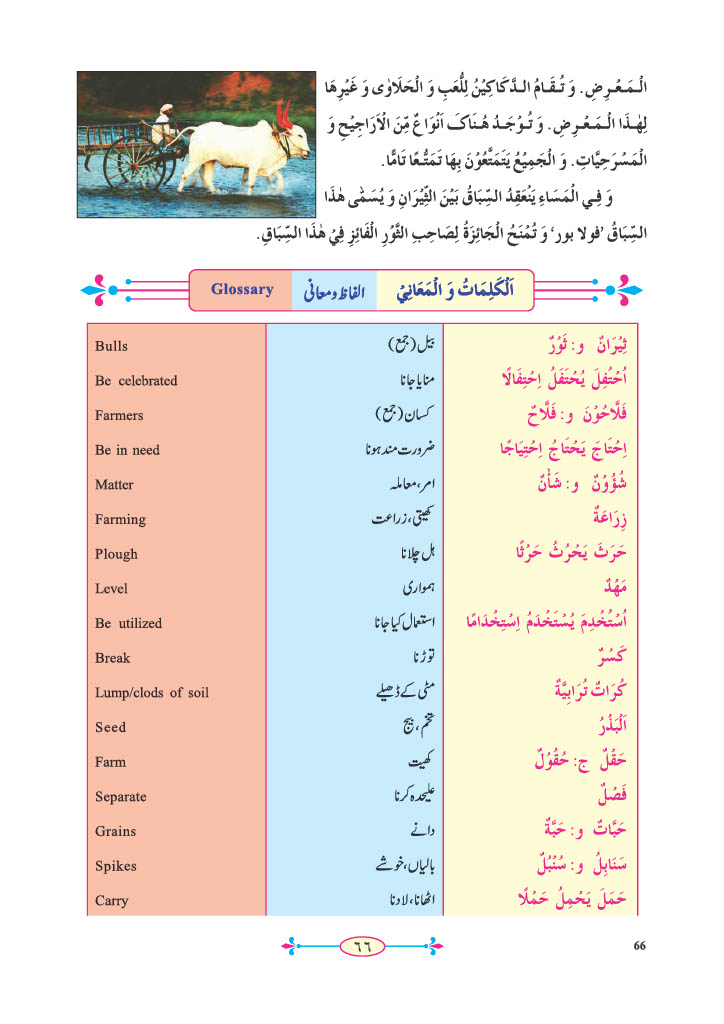 الْمَعْرِضِ. وَ تُقَامُ الدَّكَاكِيْنُ لِلُّعَبِ وَ الْحَلَاوٰى وَ غَيْرِهَا
لِهٰذَا الْمَعْرِضِ. وَ تُوْجَدُ هُنَاكَ اَنْوَاعٌ مِّنَ الْاَرَاجِيْحِ وَ
الْمَسْرَحِيَّاتِ. وَ الْجَمِيْعُ يَتَمَتَّعُوْنَ بِهَا تَمَتُّعًا تَامًّا.
وَ فِي الْمَسَاءِ يَنْعَقِدُ السِّبَاقُ بَيْنَ الثِّيْرَانِ وَ يُسَمّٰى هٰذَا
السِّبَاقُ ’فولا بور‘ وَ تُمْنَحُ الْجَائِزَةُ لِصَاحِبِ الثَّوْرِ الْفَائِزِ فِيْ هٰذَا السِّبَاقِ.
اَلْكَلِمَاتُ وَ الْمَعَانِيْ الفاظ و معانی Glossary
ثِيْرَانٌ و: ثَوْرٌ بیل (جمع) Bulls
اُحْتُفِلَ يُحْتَفَلُ اِحْتِفَالًا منایا جانا Be celebrated
فَلَّاحُوْنَ و: فَلَّاحٌ کسان (جمع) Farmers
اِحْتَاجَ يَحْتَاجُ اِحْتِيَاجًا ضرورت مند ہونا Be in need
شُؤُوْنٌ و: شَأْنٌ امر، معاملہ Matter
زِرَاعَةٌ کھیتی، زراعت Farming
حَرَثَ يَحْرُثُ حَرْثًا ہل چلانا Plough
مَهْدٌ ہمواری Level
اُسْتُخْدِمَ يُسْتَخْدَمُ اِسْتِخْدَامًا استعمال کیا جانا Be utilized
كَسْرٌ توڑنا Break
كُرَاتٌ تُرَابِيَّةٌ مٹی کے ڈھیلے Lump/clods of soil
اَلْبَذْرُ تخم، بیج Seed
حَقْلٌ ج: حُقُوْلٌ کھیت Farm
فَصْلٌ علیحدہ کرنا Separate
حَبَّاتٌ و: حَبَّةٌ دانے Grains
سَنَابِلُ و: سُنْبُلٌ بالیاں، خوشے Spikes
حَمَلَ يَحْمِلُ حَمْلًا اٹھانا، لادنا Carry
٦٦
66